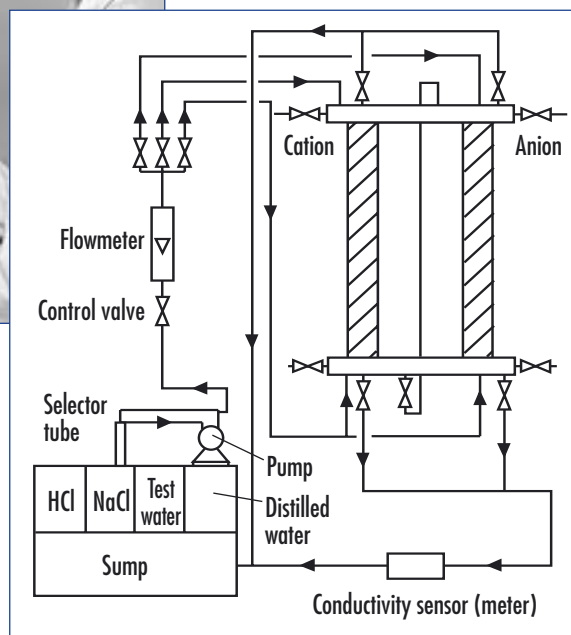 Cation
Anion
Flowmeter
Control valve
Selector
tube
Pump
HCl
NaCl
Test
water
Distilled
water
Sump
Conductivity sensor (meter)